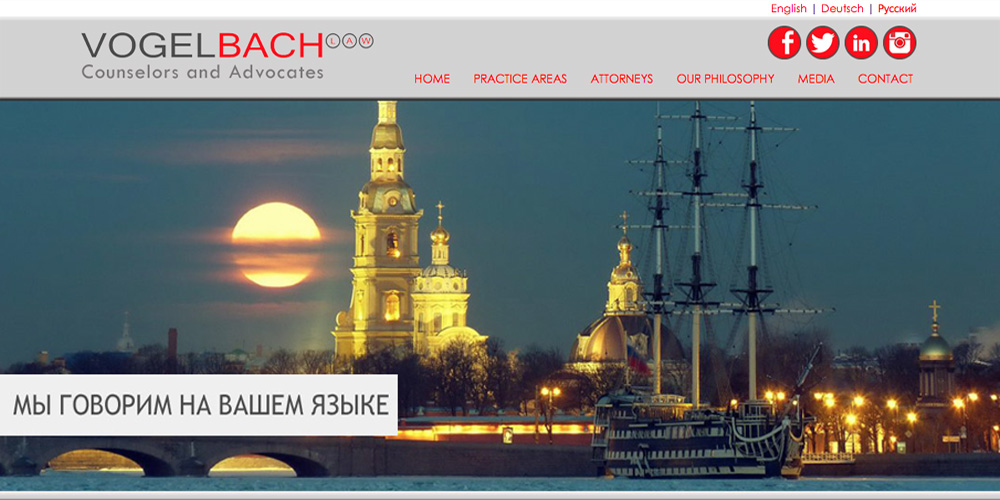 English | Deutsch | Русский
VOGELBACH LAW
Counselors and Advocates
HOME PRACTICE AREAS ATTORNEYS OUR PHILOSOPHY MEDIA CONTACT
МЫ ГОВОРИМ НА ВАШЕМ ЯЗЫКЕ